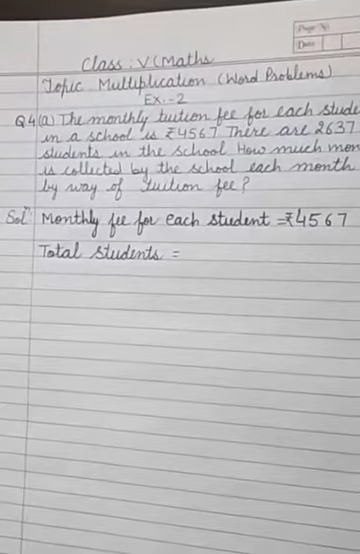 Page No
Date
Class : V (Maths
Topic Multiplication (Word Problems)
Ex.-2
Q4(a) The monthly tuition fee for each stude
in a school is ₹4567 There are 2637
students in the school How much mon
is collected by the school each month
by way of tuition fee?
Solⁿ Monthly fee for each student =₹4567
Total students =